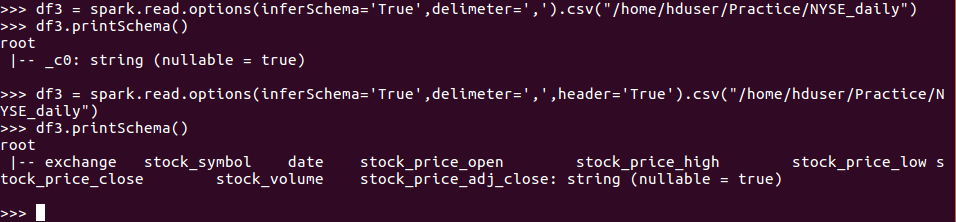 >>> df3 = spark.read.options(inferSchema='True',delimeter=',').csv("/home/hduser/Practice/NYSE_daily")
>>> df3.printSchema()
root
 |-- _c0: string (nullable = true)

>>> df3 = spark.read.options(inferSchema='True',delimeter=',',header='True').csv("/home/hduser/Practice/N
YSE_daily")
>>> df3.printSchema()
root
 |-- exchange   stock_symbol    date    stock_price_open         stock_price_high         stock_price_low s
tock_price_close         stock_volume    stock_price_adj_close: string (nullable = true)

>>>